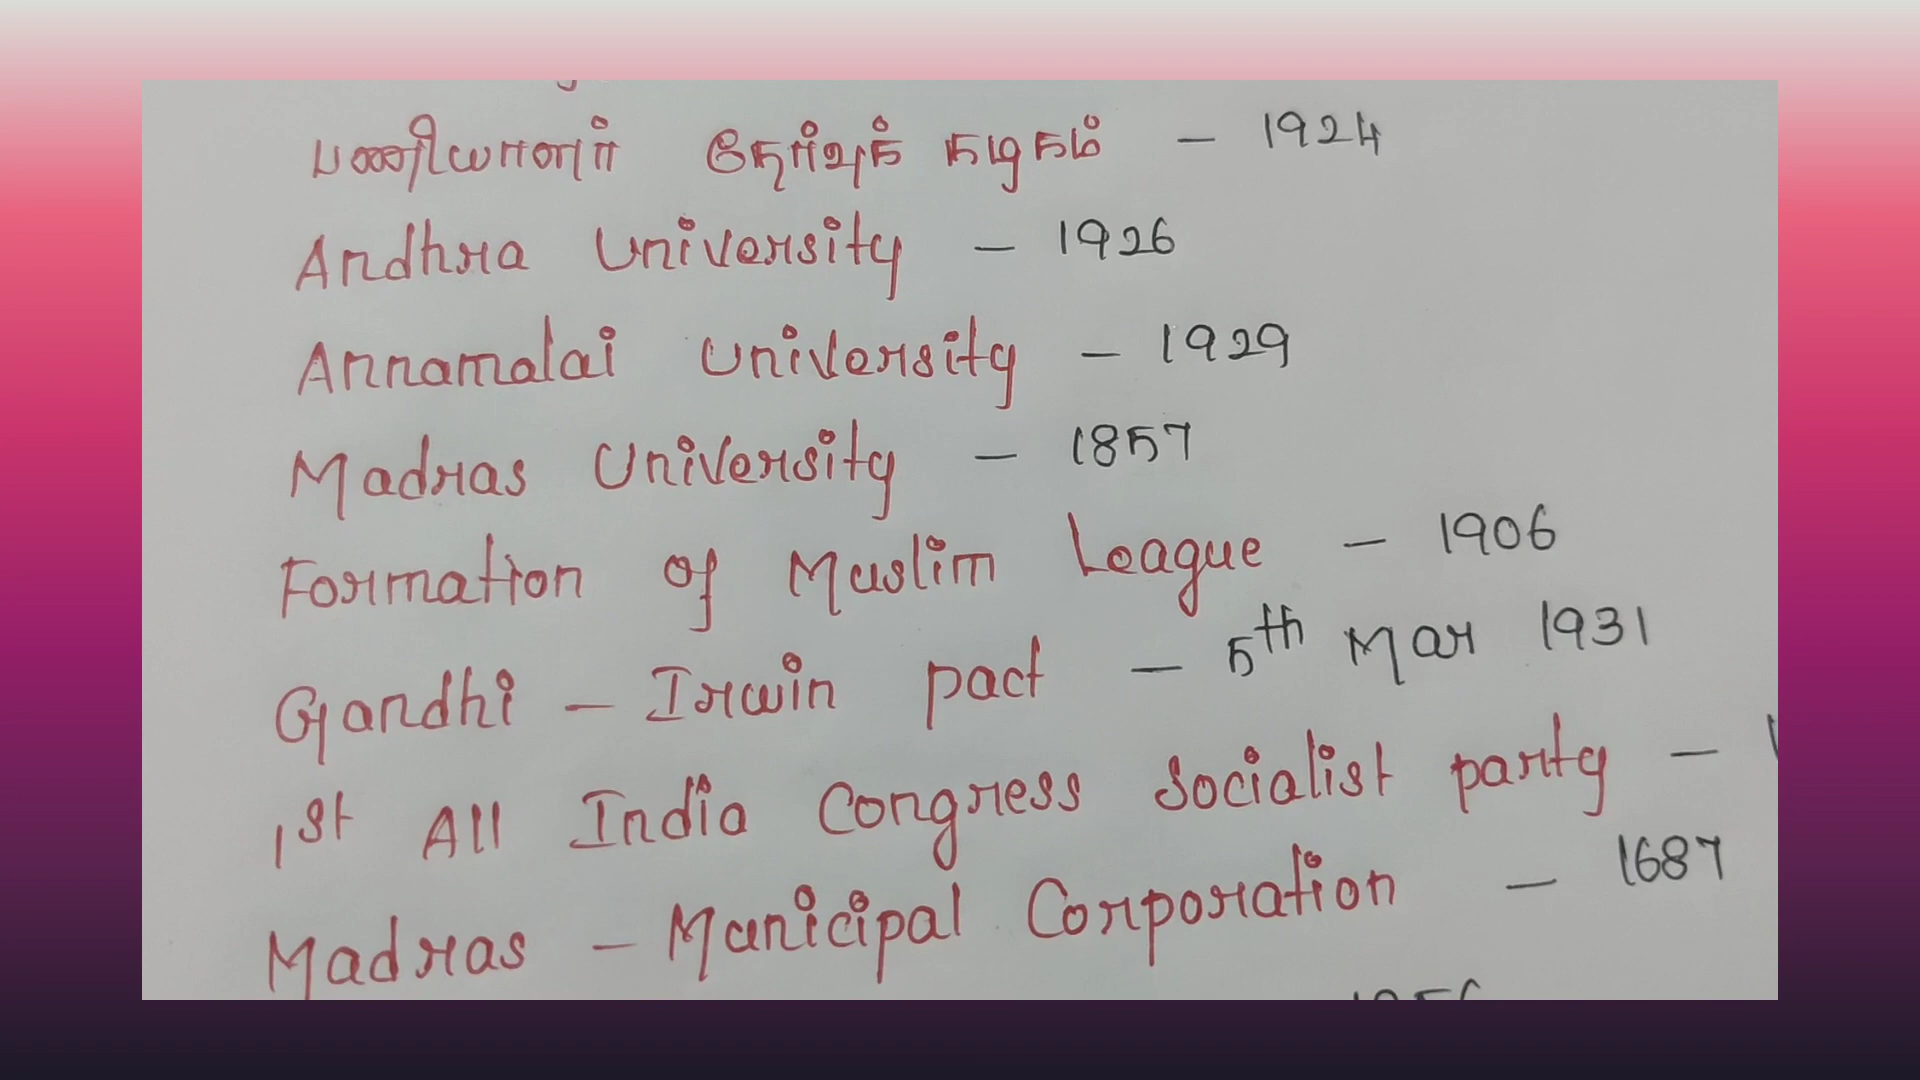 பணியாளர் தேர்வுக் கழகம் - 1924
Andhra University - 1926
Annamalai University - 1929
Madras University - 1857
Formation of Muslim League - 1906
Gandhi - Irwin pact - 5th Mar 1931
1st All India Congress Socialist party -
Madras - Municipal Corporation - 1687